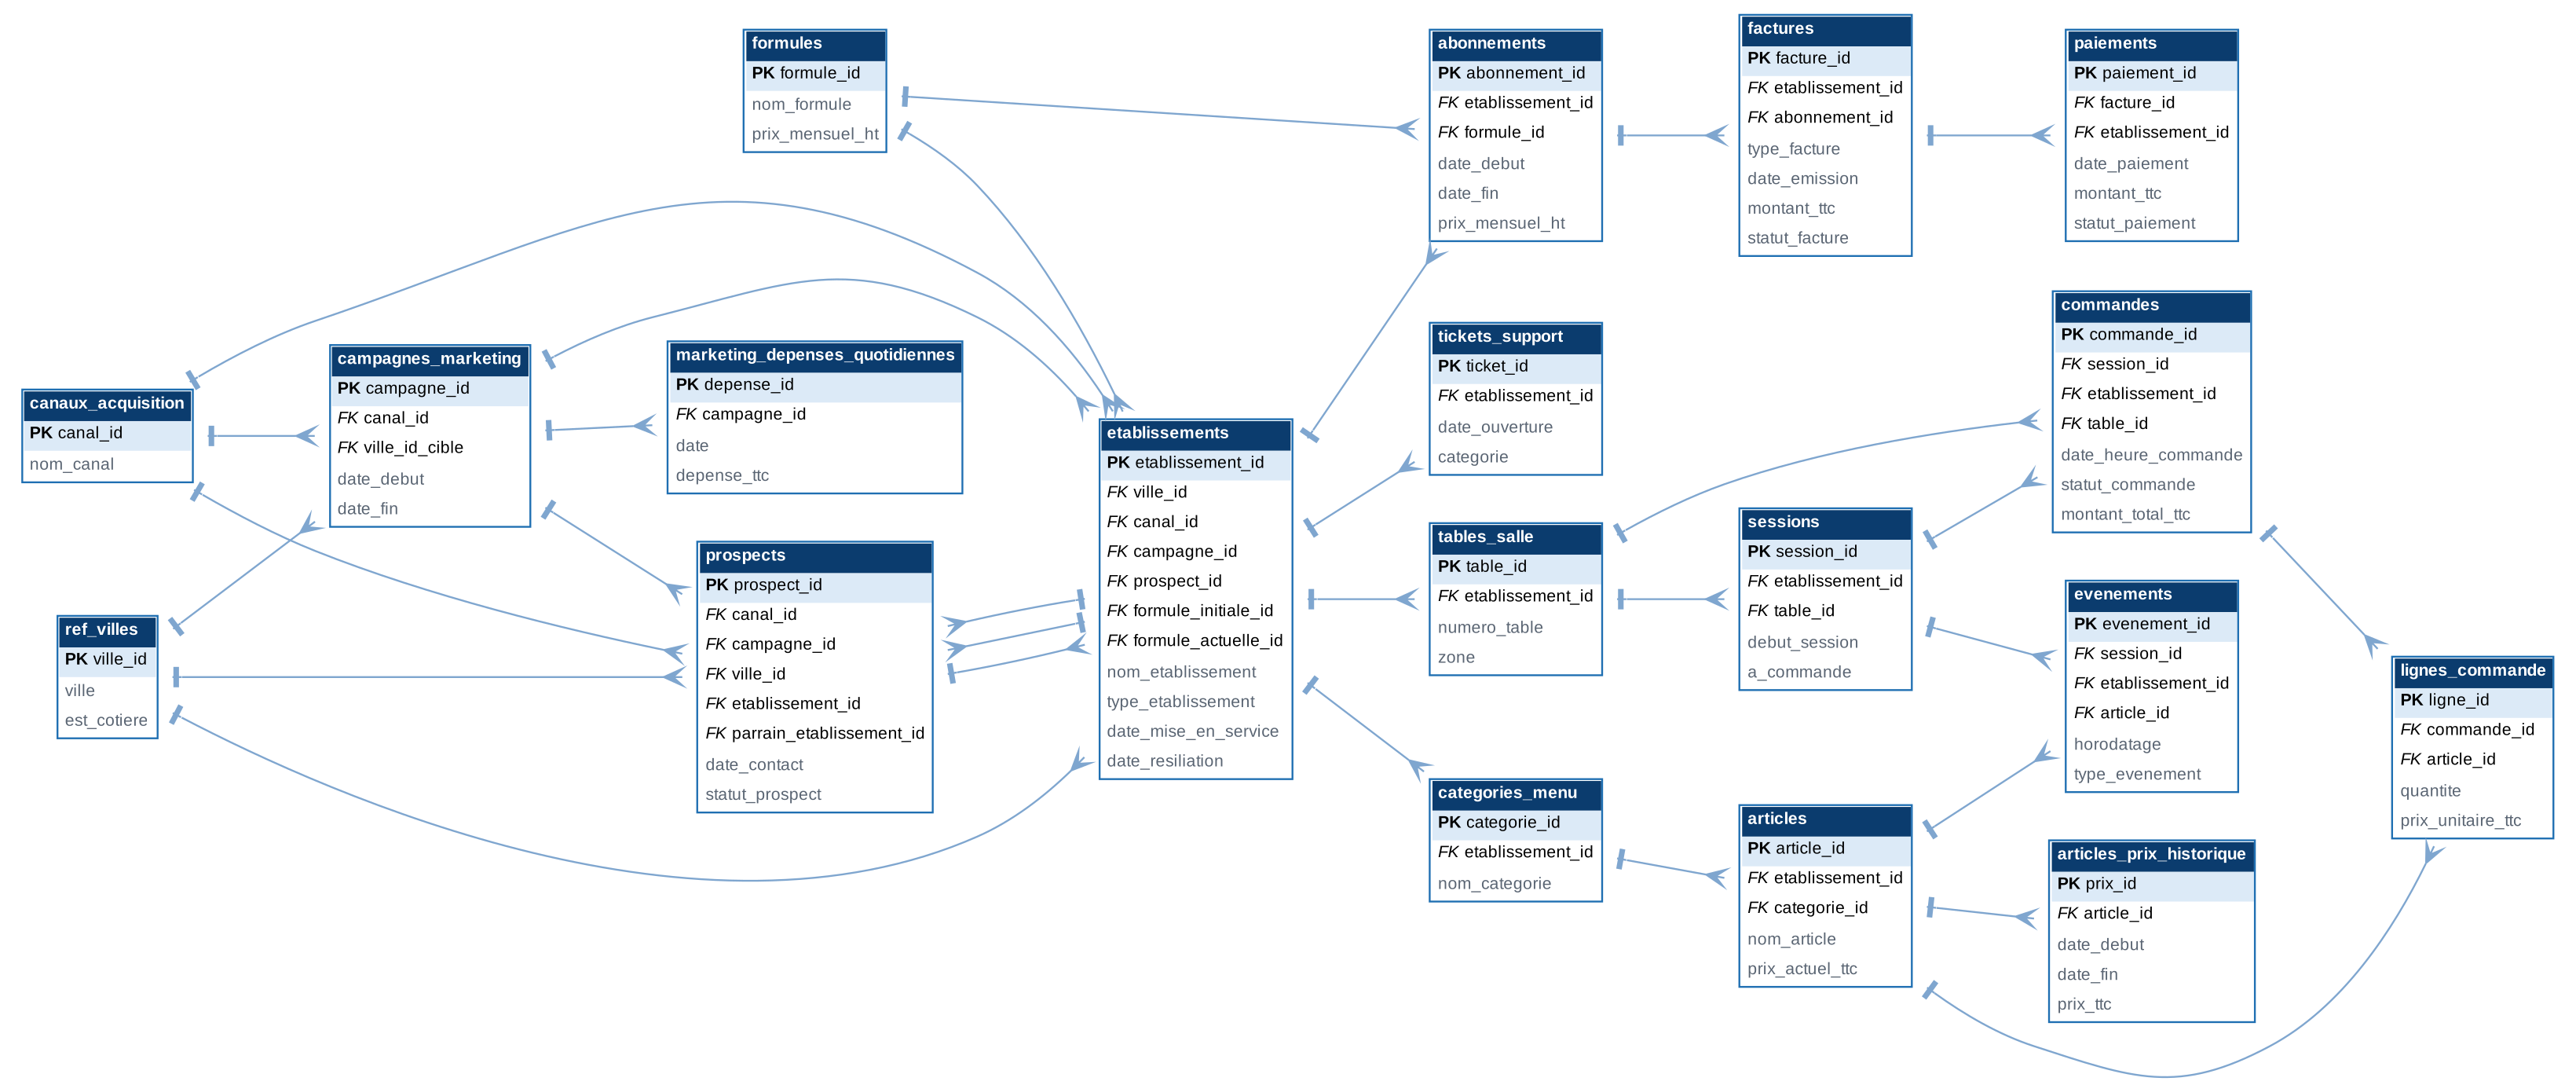 formules
PK formule_id
nom_formule
prix_mensuel_ht
abonnements
PK abonnement_id
FK etablissement_id
FK formule_id
date_debut
date_fin
prix_mensuel_ht
factures
PK facture_id
FK etablissement_id
FK abonnement_id
type_facture
date_emission
montant_ttc
statut_facture
paiements
PK paiement_id
FK facture_id
FK etablissement_id
date_paiement
montant_ttc
statut_paiement
canaux_acquisition
PK canal_id
nom_canal
campagnes_marketing
PK campagne_id
FK canal_id
FK ville_id_cible
date_debut
date_fin
marketing_depenses_quotidiennes
PK depense_id
FK campagne_id
date
depense_ttc
ref_villes
PK ville_id
ville
est_cotiere
prospects
PK prospect_id
FK canal_id
FK campagne_id
FK ville_id
FK etablissement_id
FK parrain_etablissement_id
date_contact
statut_prospect
etablissements
PK etablissement_id
FK ville_id
FK canal_id
FK campagne_id
FK prospect_id
FK formule_initiale_id
FK formule_actuelle_id
nom_etablissement
type_etablissement
date_mise_en_service
date_resiliation
tickets_support
PK ticket_id
FK etablissement_id
date_ouverture
categorie
tables_salle
PK table_id
FK etablissement_id
numero_table
zone
categories_menu
PK categorie_id
FK etablissement_id
nom_categorie
sessions
PK session_id
FK etablissement_id
FK table_id
debut_session
a_commande
articles
PK article_id
FK etablissement_id
FK categorie_id
nom_article
prix_actuel_ttc
commandes
PK commande_id
FK session_id
FK etablissement_id
FK table_id
date_heure_commande
statut_commande
montant_total_ttc
evenements
PK evenement_id
FK session_id
FK etablissement_id
FK article_id
horodatage
type_evenement
articles_prix_historique
PK prix_id
FK article_id
date_debut
date_fin
prix_ttc
lignes_commande
PK ligne_id
FK commande_id
FK article_id
quantite
prix_unitaire_ttc